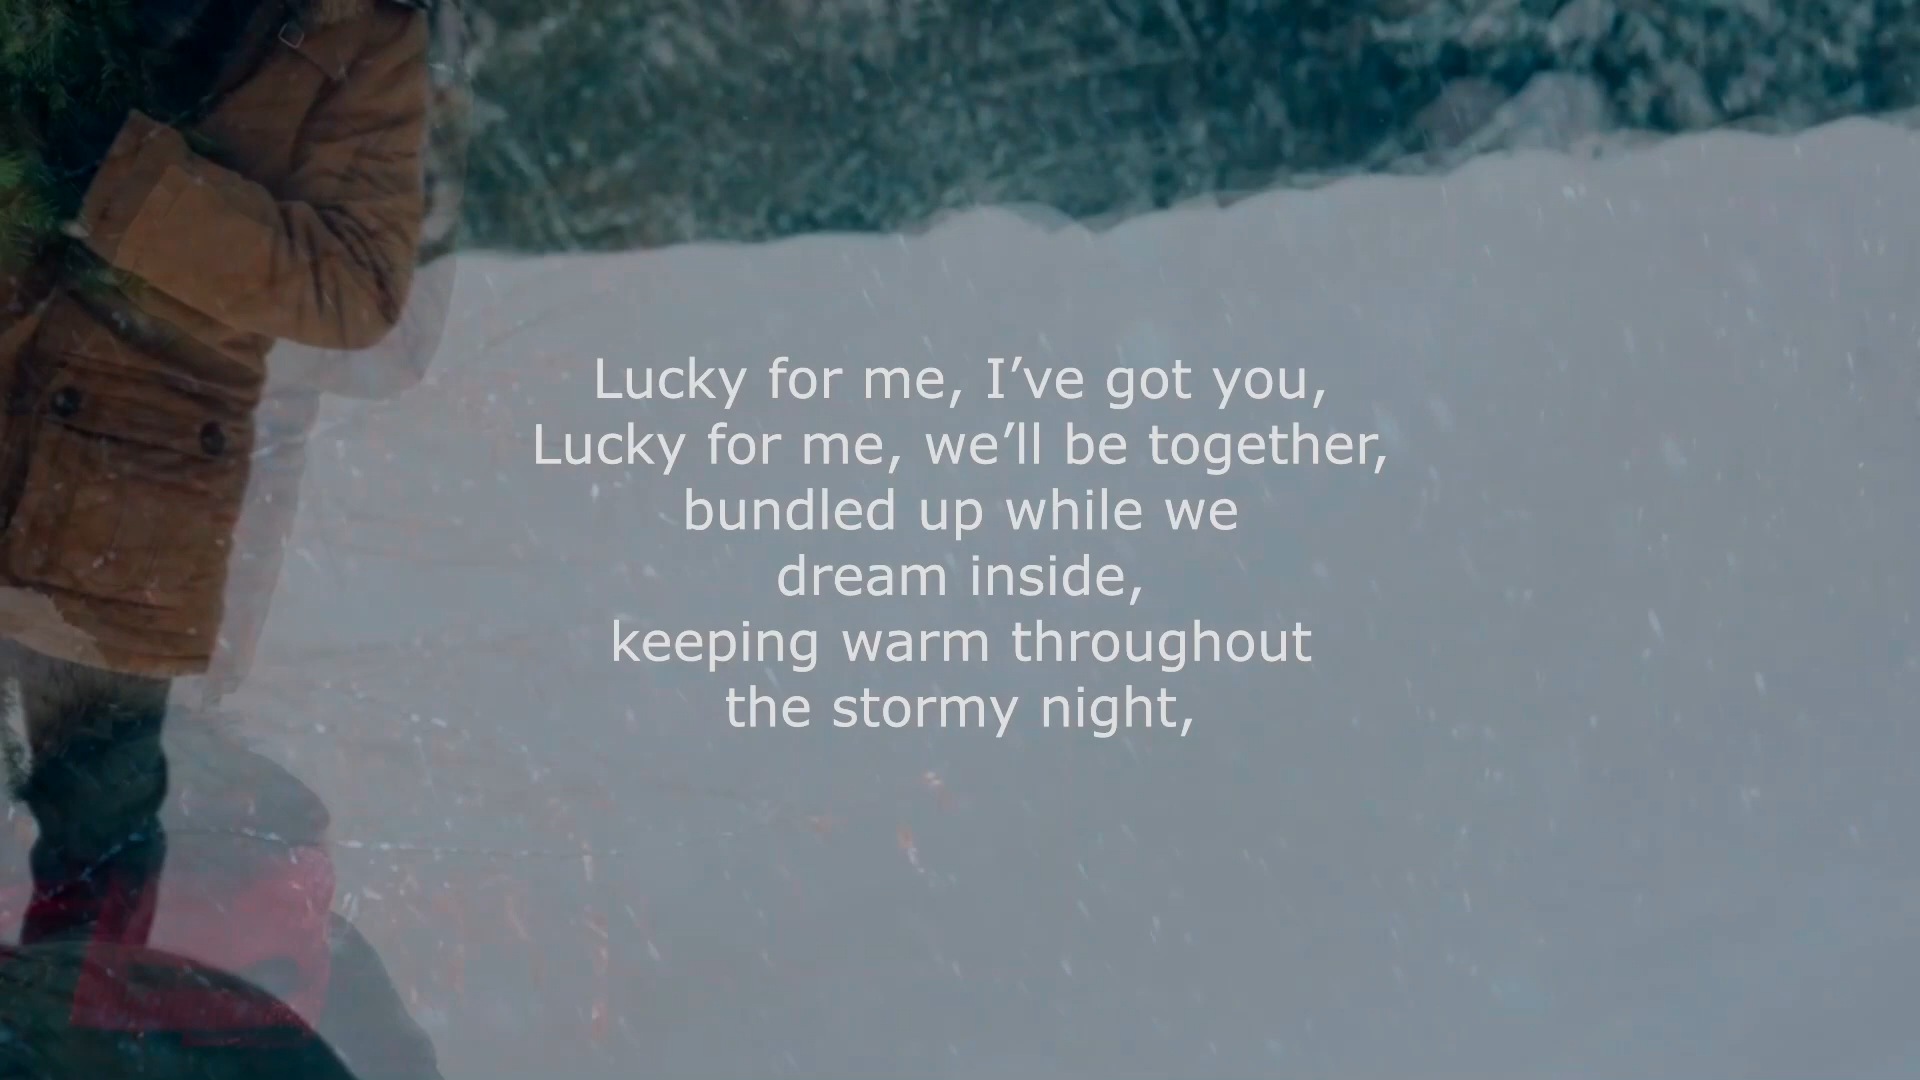 Lucky for me, I’ve got you,
Lucky for me, we’ll be together,
bundled up while we
dream inside,
keeping warm throughout
the stormy night,